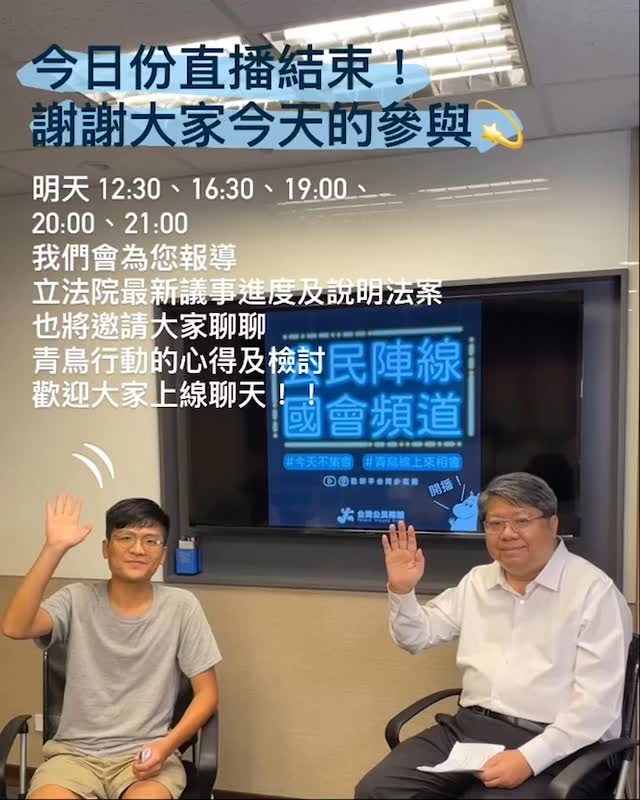 今日份直播結束！
謝謝大家今天的參與
明天 12:30、16:30、19:00、
20:00、21:00
我們會為您報導
立法院最新議事進度及說明法案
也將邀請大家聊聊
青鳥行動的心得及檢討
歡迎大家上線聊天！！
民陣線
國會頻道
#今天不集會 #青鳥線上來相會
開播！
台灣公民陣線